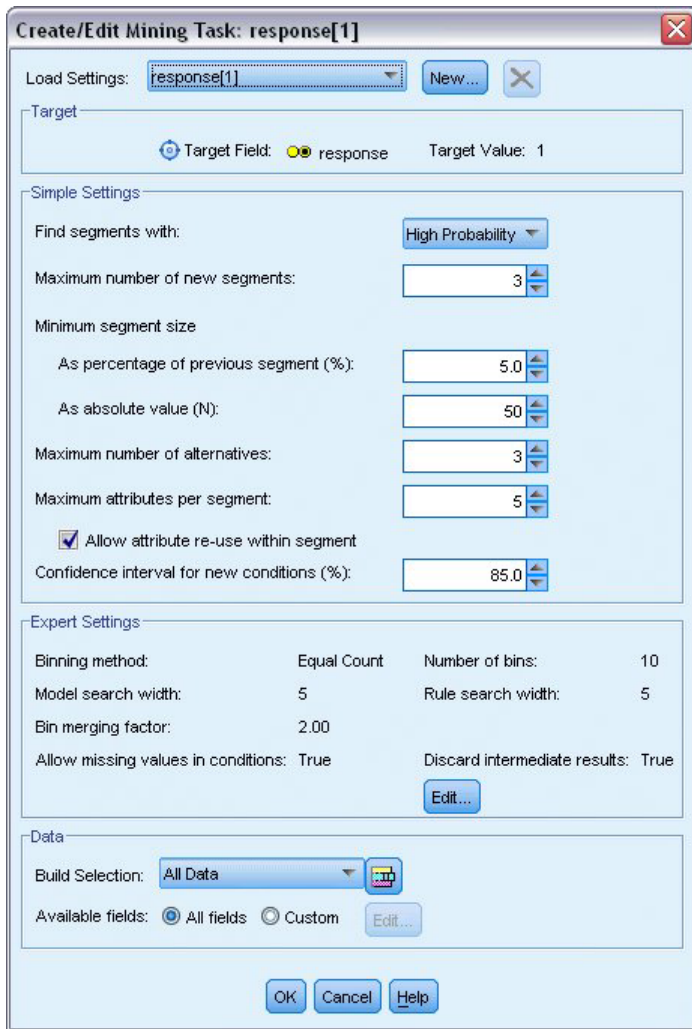 Create/Edit Mining Task: response[1]
Load Settings: response[1] New...
Target
Target Field: response Target Value: 1
Simple Settings
Find segments with: High Probability
Maximum number of new segments: 3
Minimum segment size
As percentage of previous segment (%): 5.0
As absolute value (N): 50
Maximum number of alternatives: 3
Maximum attributes per segment: 5
Allow attribute re-use within segment
Confidence interval for new conditions (%): 85.0
Expert Settings
Binning method: Equal Count Number of bins: 10
Model search width: 5 Rule search width: 5
Bin merging factor: 2.00
Allow missing values in conditions: True Discard intermediate results: True
Edit...
Data
Build Selection: All Data
Available fields: All fields Custom Edit...
OK Cancel Help